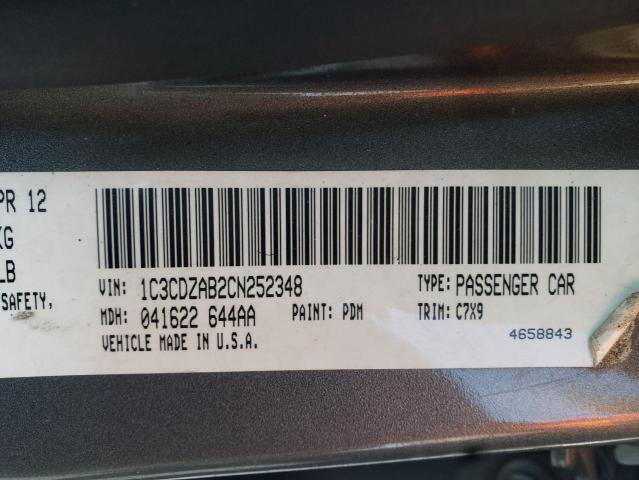 PR 12
KG
LB
SAFETY,
VIN: 1C3CDZAB2CN252348 TYPE: PASSENGER CAR
MDH: 041622 644AA PAINT: PDM TRIM: C7X9
VEHICLE MADE IN U.S.A. 4658843